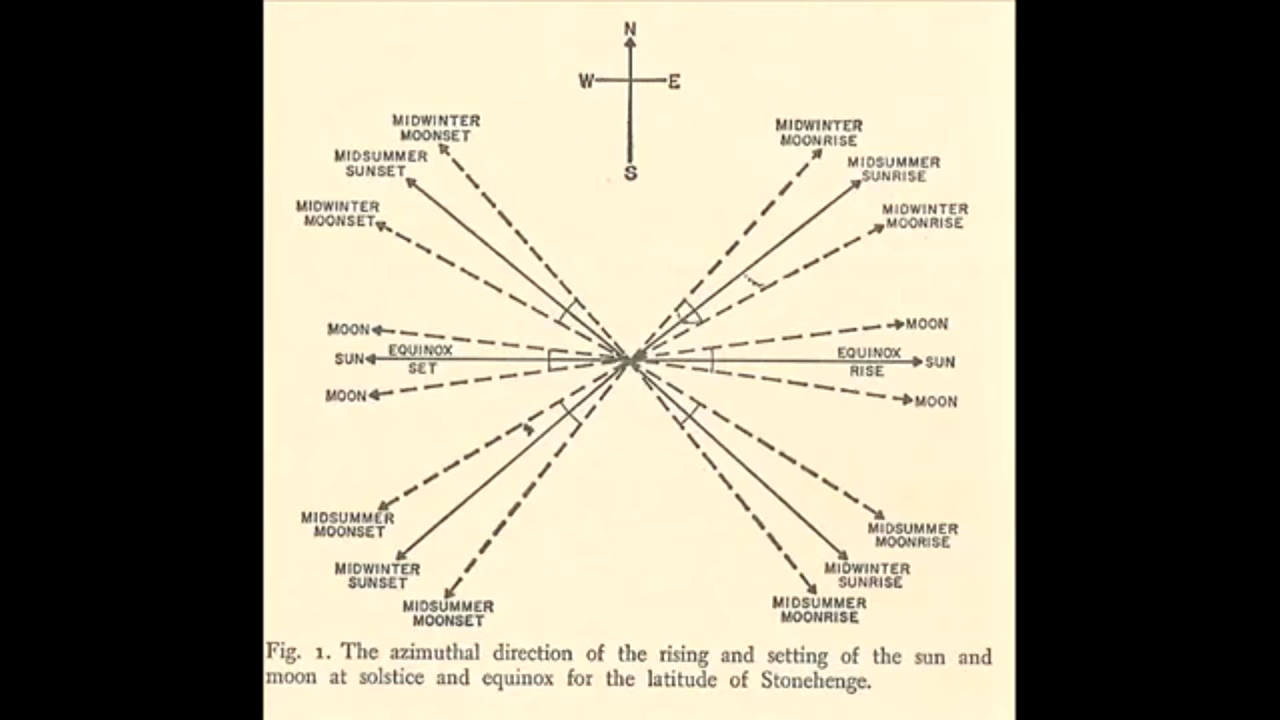 N
W E
S
MIDWINTER
MOONSET
MIDSUMMER
SUNSET
MIDWINTER
MOONSET
MIDWINTER
MOONRISE
MIDSUMMER
SUNRISE
MIDWINTER
MOONRISE
MOON
SUN
EQUINOX
SET
MOON
MOON
EQUINOX
RISE
SUN
MOON
MIDSUMMER
MOONSET
MIDWINTER
SUNSET
MIDSUMMER
MOONSET
MIDSUMMER
MOONRISE
MIDWINTER
SUNRISE
MIDSUMMER
MOONRISE
Fig. 1. The azimuthal direction of the rising and setting of the sun and
moon at solstice and equinox for the latitude of Stonehenge.